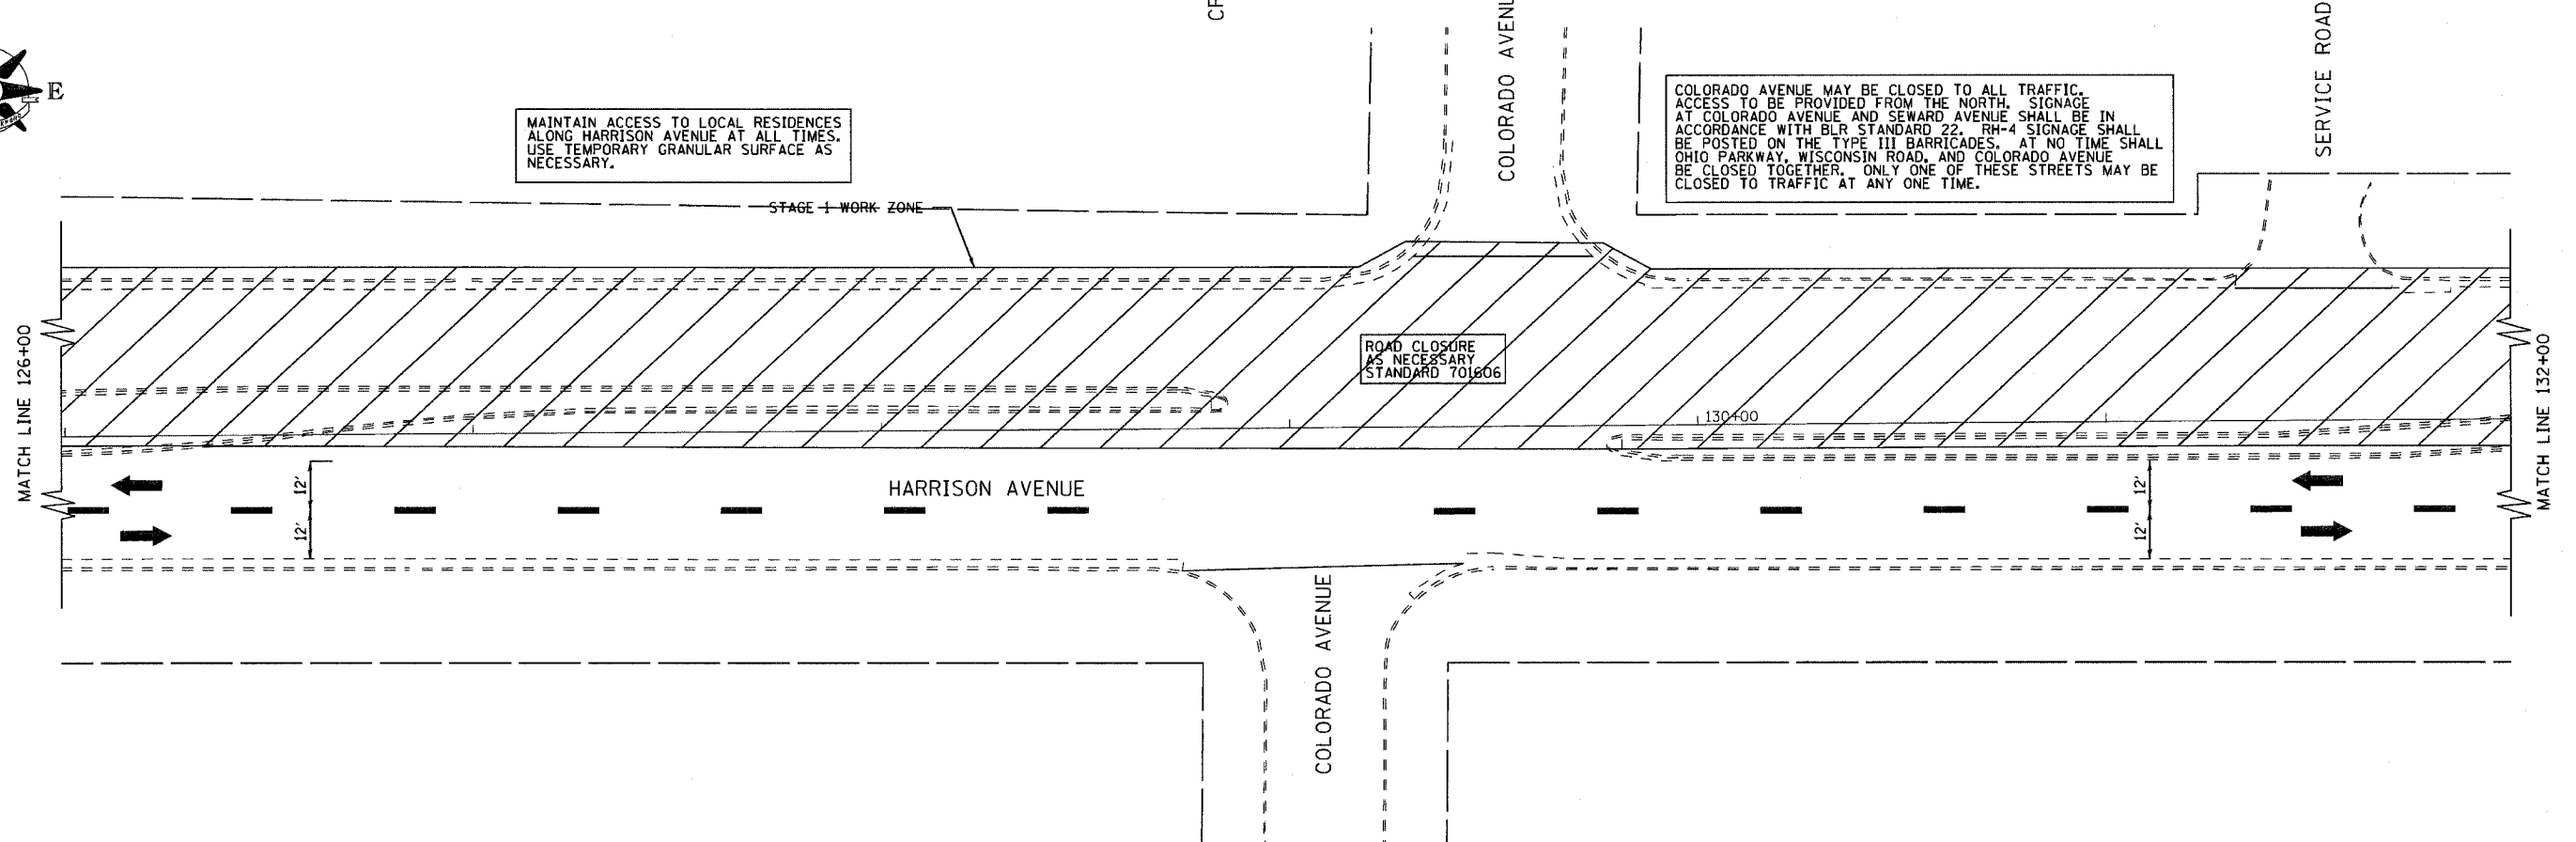 E
MAINTAIN ACCESS TO LOCAL RESIDENCES
ALONG HARRISON AVENUE AT ALL TIMES.
USE TEMPORARY GRANULAR SURFACE AS
NECESSARY.
COLORADO AVENUE
COLORADO AVENUE MAY BE CLOSED TO ALL TRAFFIC.
ACCESS TO BE PROVIDED FROM THE NORTH. SIGNAGE
AT COLORADO AVENUE AND SEWARD AVENUE SHALL BE IN
ACCORDANCE WITH BLR STANDARD 22. RH-4 SIGNAGE SHALL
BE POSTED ON THE TYPE III BARRICADES. AT NO TIME SHALL
OHIO PARKWAY, WISCONSIN ROAD, AND COLORADO AVENUE
BE CLOSED TOGETHER. ONLY ONE OF THESE STREETS MAY BE
CLOSED TO TRAFFIC AT ANY ONE TIME.
SERVICE ROAD
STAGE 1 WORK ZONE
MATCH LINE 126+00
ROAD CLOSURE
AS NECESSARY
STANDARD 701606
130+00
MATCH LINE 132+00
12'
12'
HARRISON AVENUE
12'
12'
COLORADO AVENUE